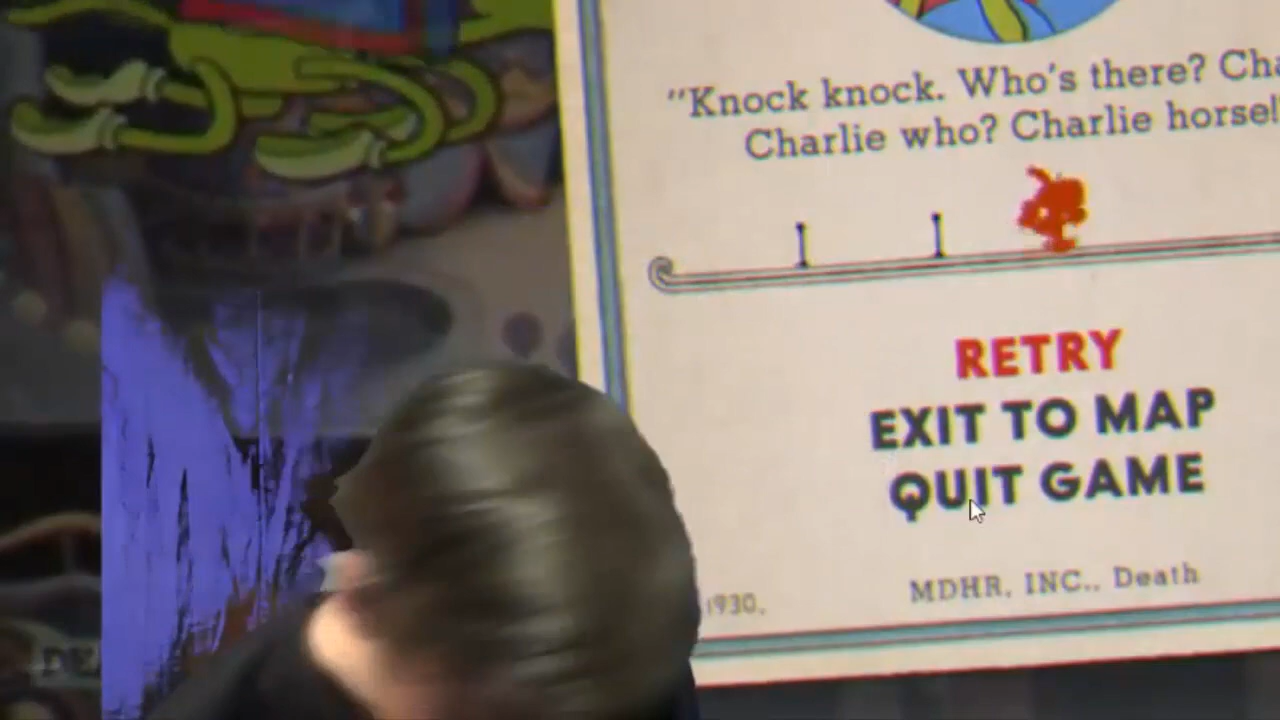 "Knock knock. Who's there? Cha
Charlie who? Charlie horse!
RETRY
EXIT TO MAP
QUIT GAME
1930. MDHR, INC.. Death